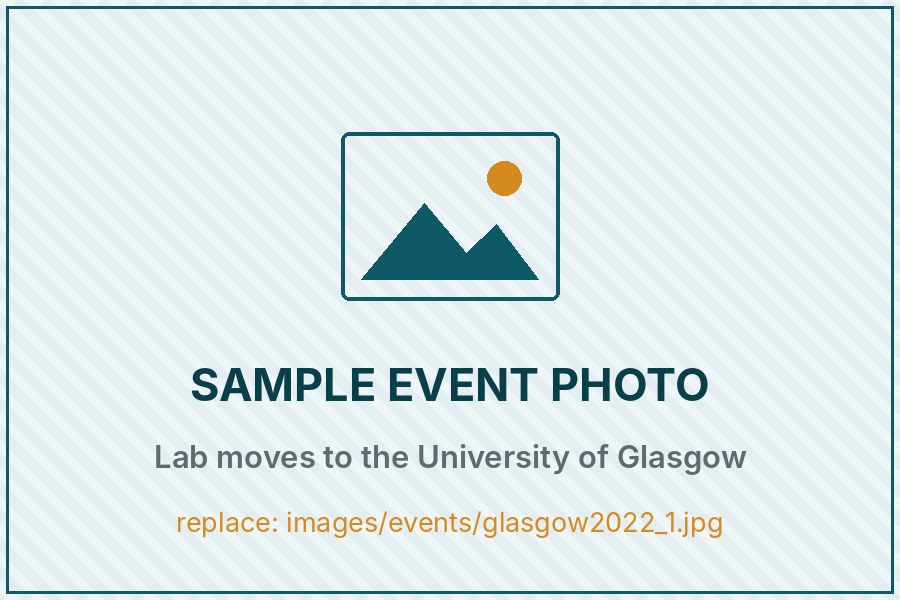 SAMPLE EVENT PHOTO
Lab moves to the University of Glasgow
replace: images/events/glasgow2022_1.jpg